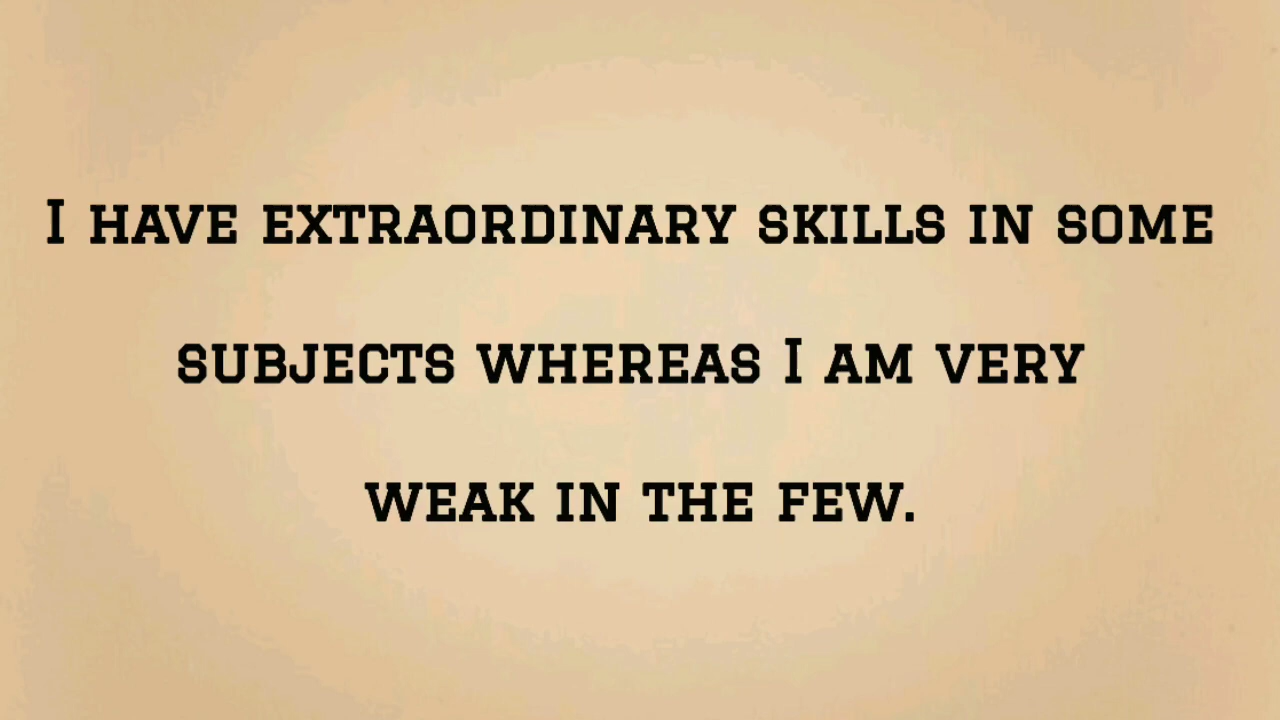 I have extraordinary skills in some
subjects whereas I am very
weak in the few.